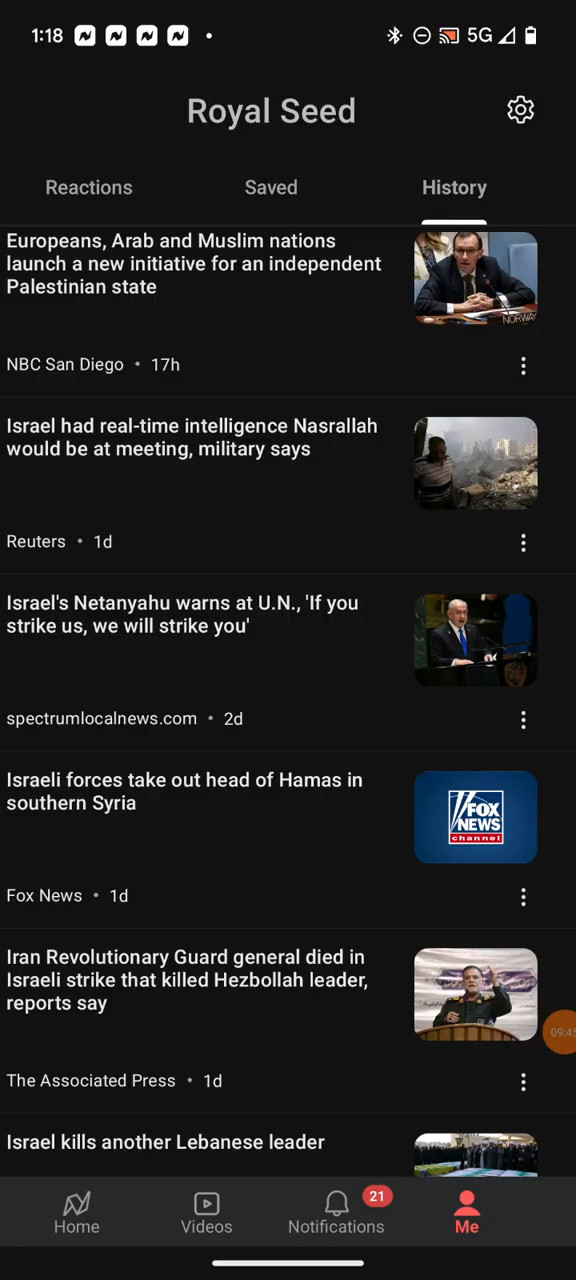 1:18
5G
Royal Seed
Reactions
Saved
History
Europeans, Arab and Muslim nations
launch a new initiative for an independent
Palestinian state
NORWAY
NBC San Diego • 17h
Israel had real-time intelligence Nasrallah
would be at meeting, military says
Reuters • 1d
Israel's Netanyahu warns at U.N., 'If you
strike us, we will strike you'
spectrumlocalnews.com • 2d
Israeli forces take out head of Hamas in
southern Syria
FOX
NEWS
channel
Fox News • 1d
Iran Revolutionary Guard general died in
Israeli strike that killed Hezbollah leader,
reports say
09:45
The Associated Press • 1d
Israel kills another Lebanese leader
21
Home
Videos
Notifications
Me